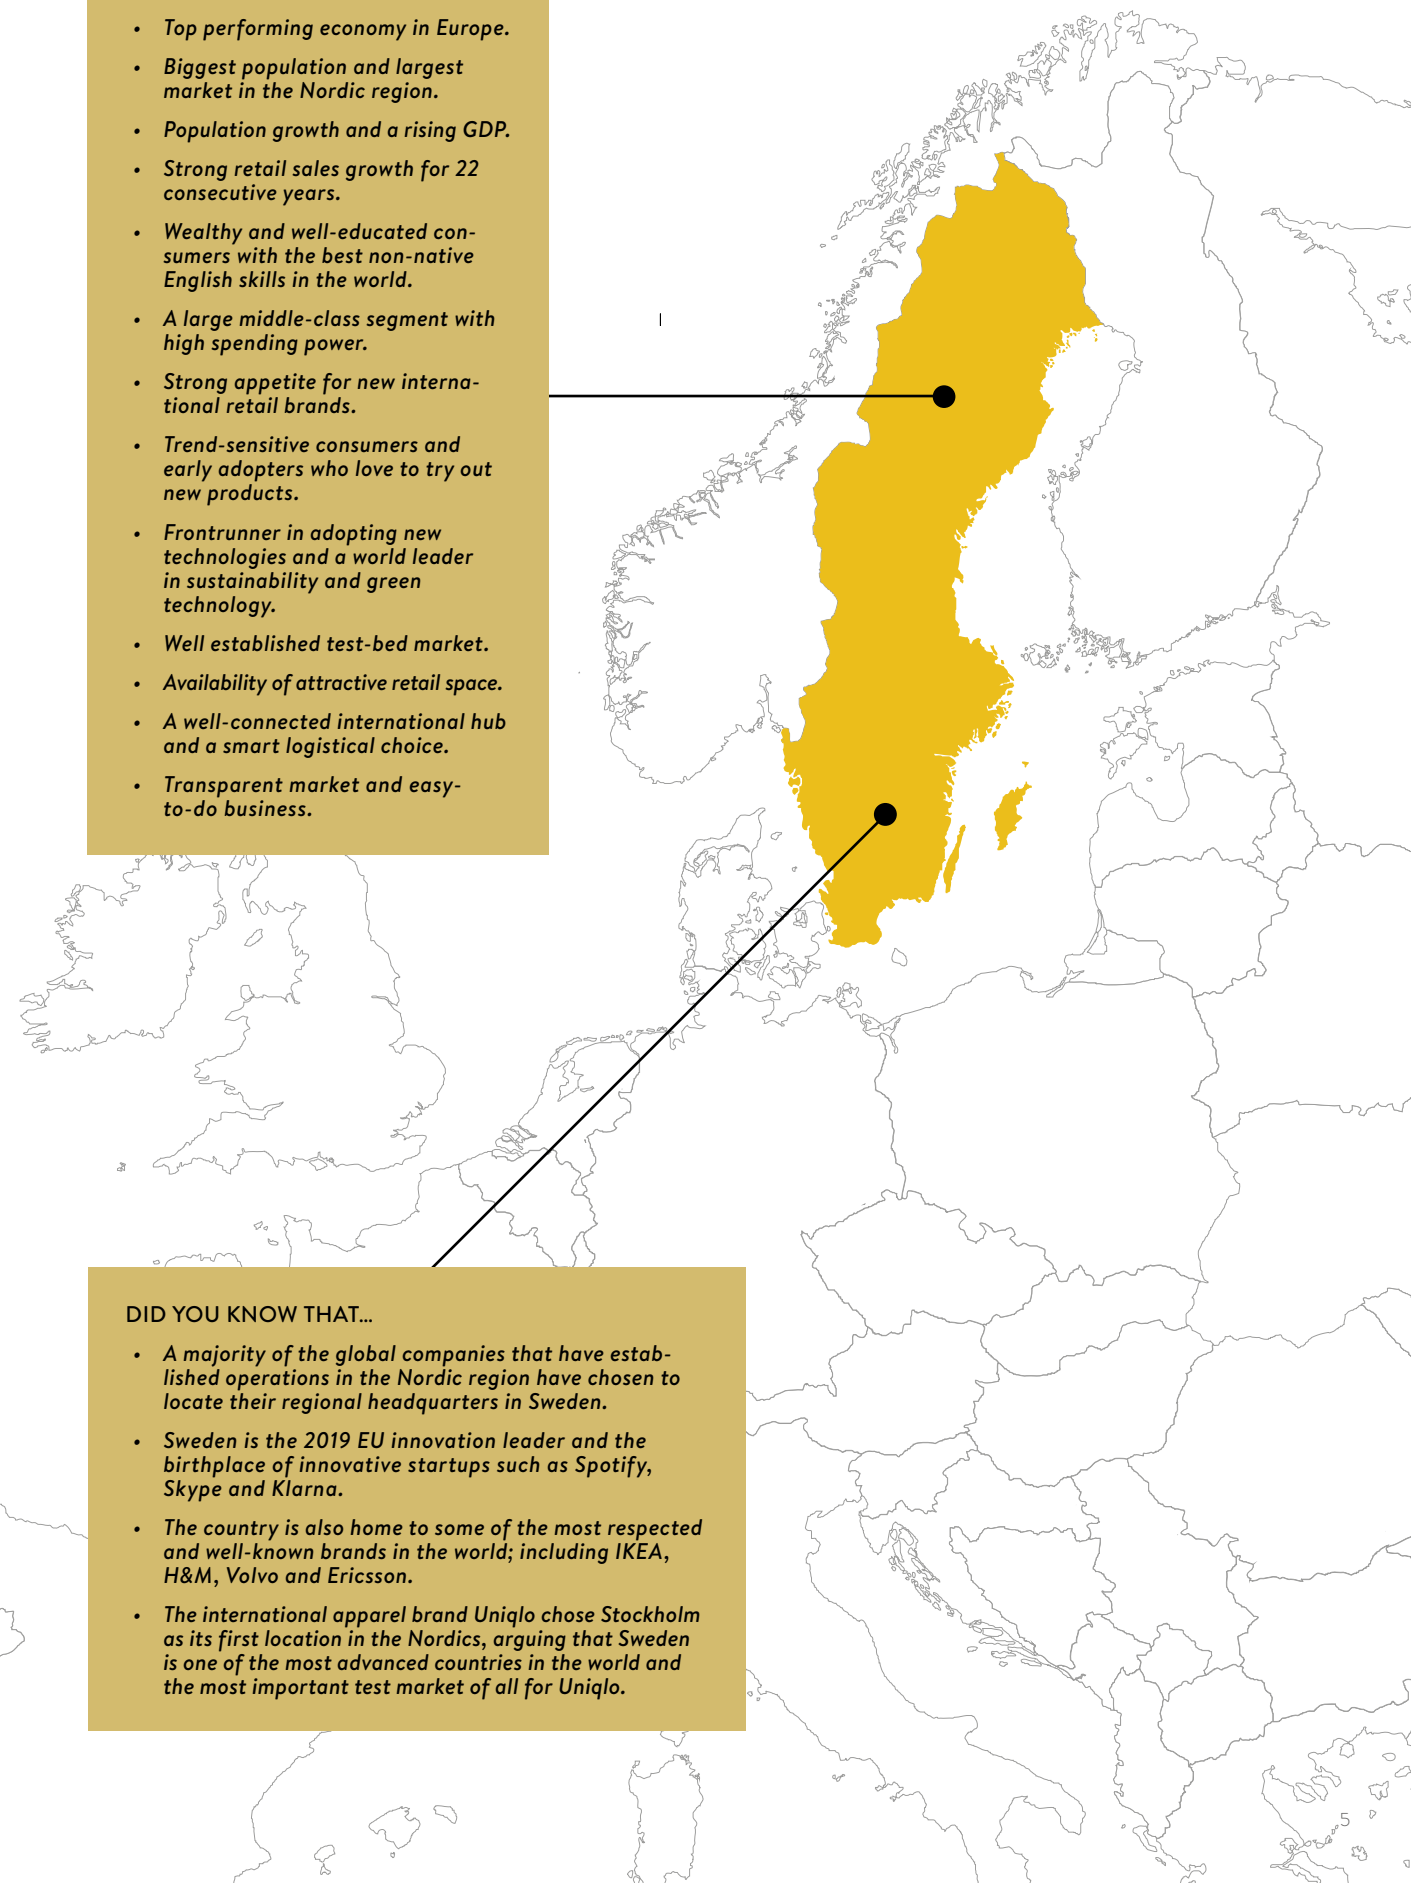 • Top performing economy in Europe.
• Biggest population and largest
market in the Nordic region.
• Population growth and a rising GDP.
• Strong retail sales growth for 22
consecutive years.
• Wealthy and well-educated con-
sumers with the best non-native
English skills in the world.
• A large middle-class segment with
high spending power.
• Strong appetite for new interna-
tional retail brands.
• Trend-sensitive consumers and
early adopters who love to try out
new products.
• Frontrunner in adopting new
technologies and a world leader
in sustainability and green
technology.
• Well established test-bed market.
• Availability of attractive retail space.
• A well-connected international hub
and a smart logistical choice.
• Transparent market and easy-
to-do business.
l
DID YOU KNOW THAT…
• A majority of the global companies that have estab-
lished operations in the Nordic region have chosen to
locate their regional headquarters in Sweden.
• Sweden is the 2019 EU innovation leader and the
birthplace of innovative startups such as Spotify,
Skype and Klarna.
• The country is also home to some of the most respected
and well-known brands in the world; including IKEA,
H&M, Volvo and Ericsson.
• The international apparel brand Uniqlo chose Stockholm
as its first location in the Nordics, arguing that Sweden
is one of the most advanced countries in the world and
the most important test market of all for Uniqlo.
5